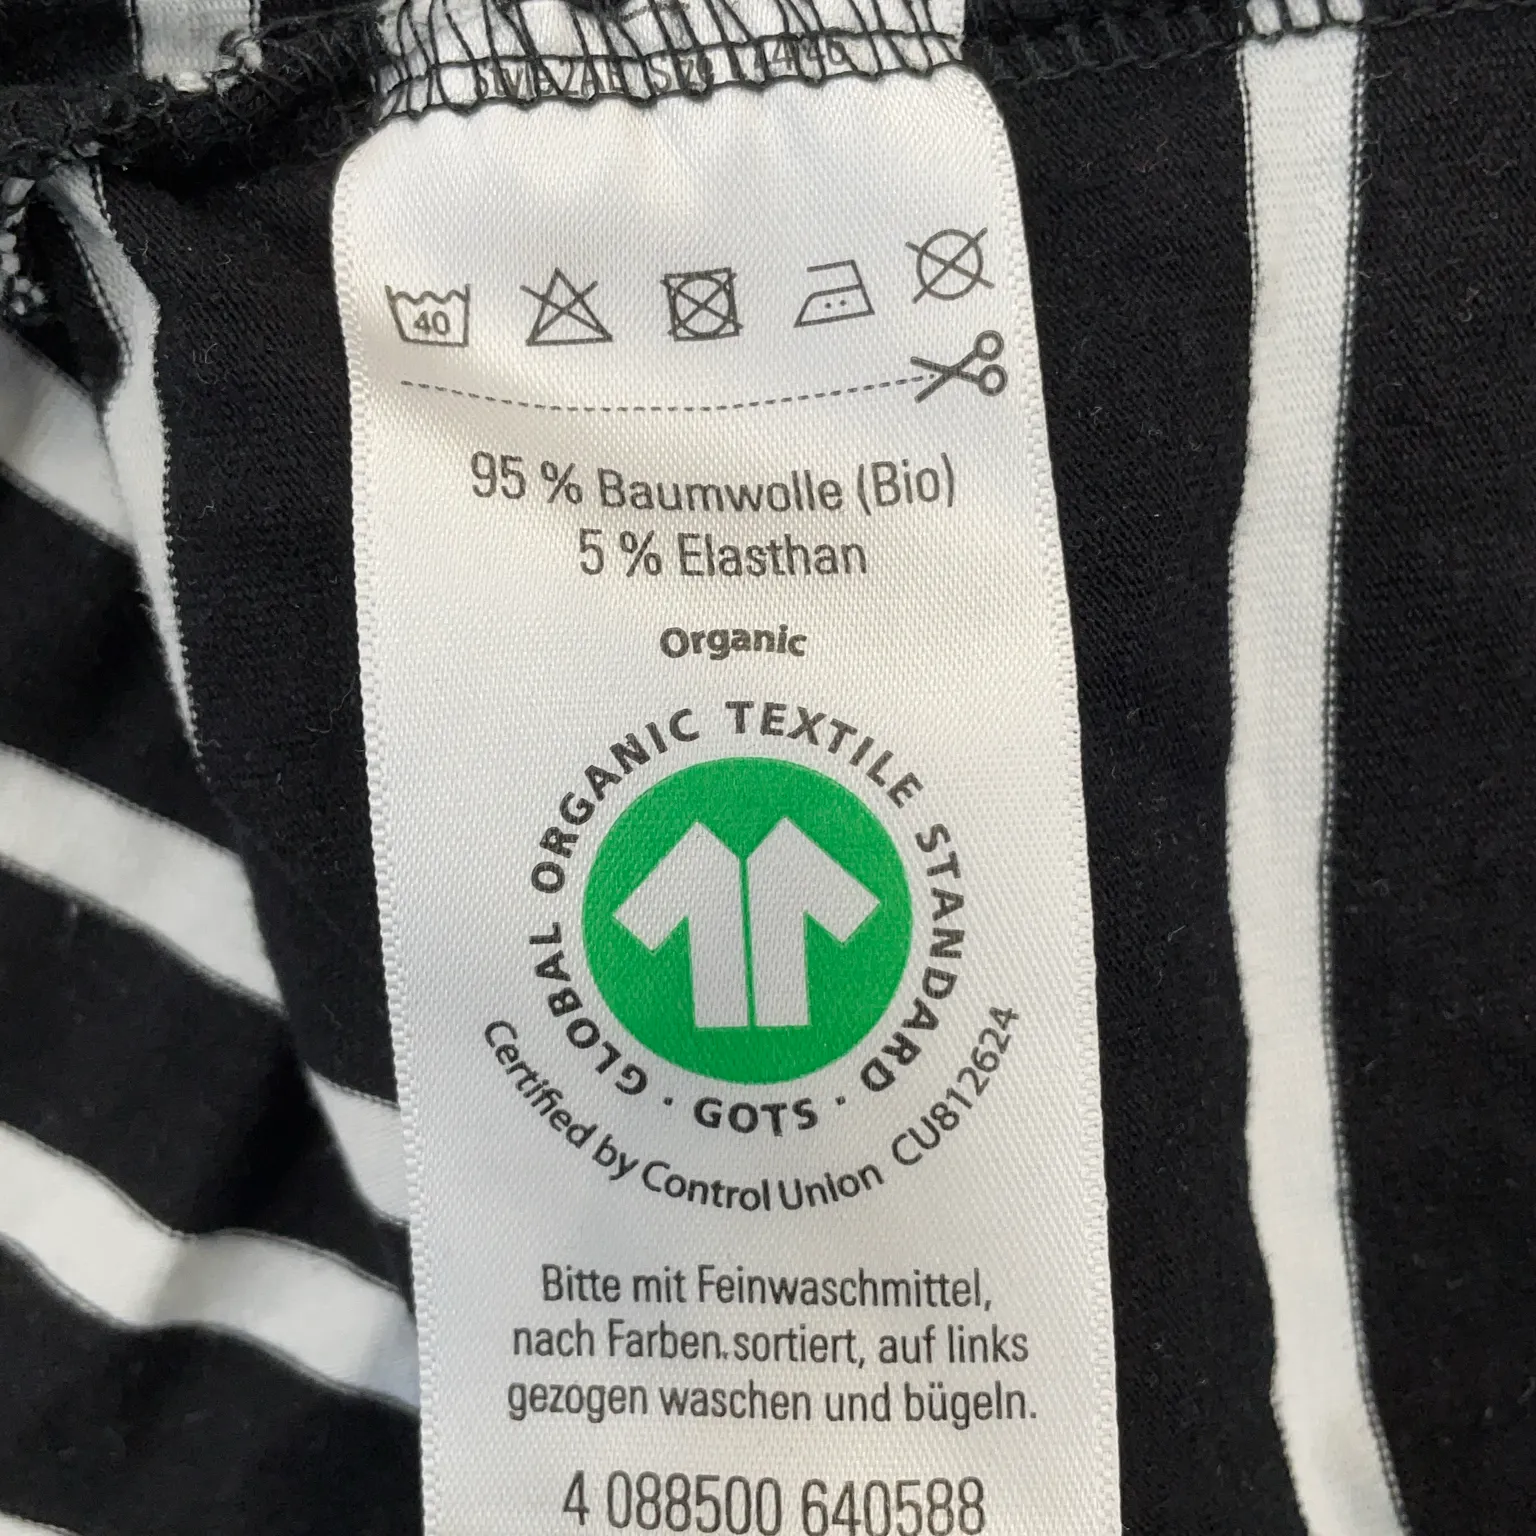 40
95 % Baumwolle (Bio)
5 % Elasthan
Organic
GLOBAL ORGANIC TEXTILE STANDARD · GOTS ·
Certified by Control Union CU812624
Bitte mit Feinwaschmittel,
nach Farben sortiert, auf links
gezogen waschen und bügeln.
4 088500 640588